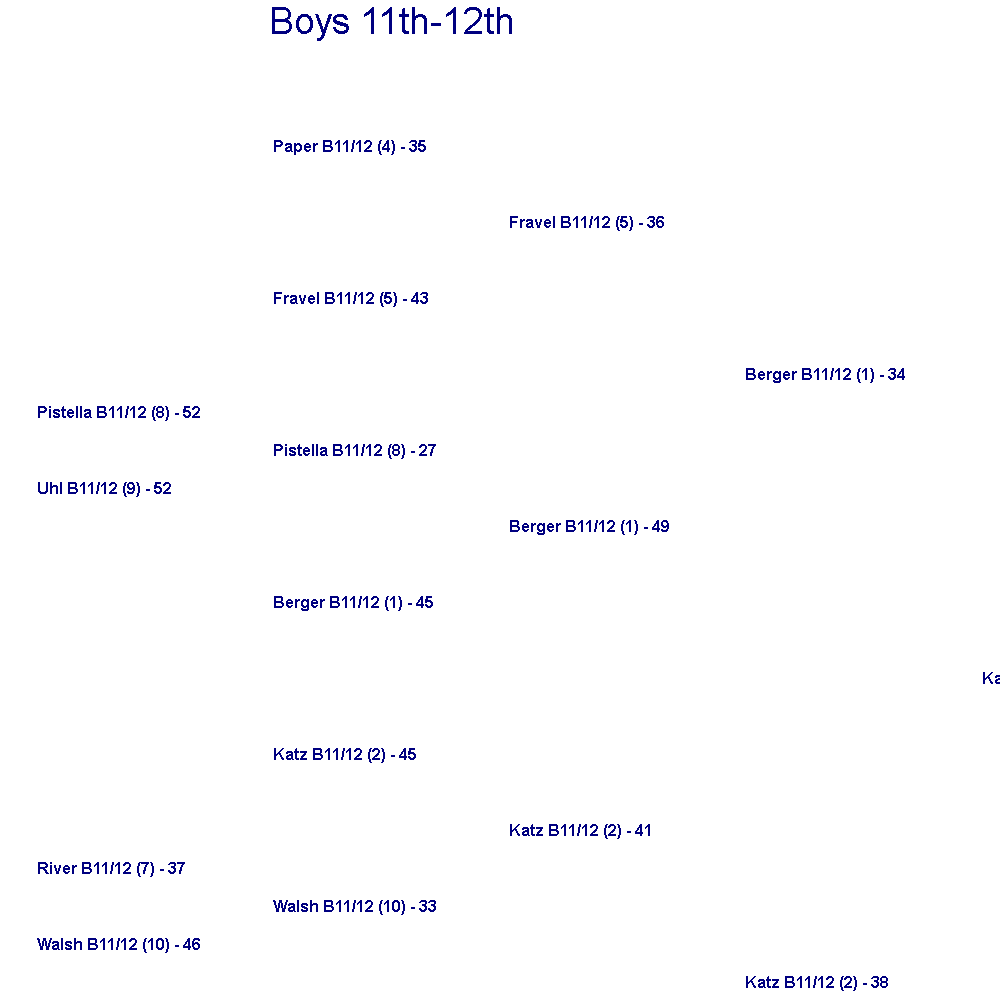 Boys 11th-12th
Paper B11/12 (4) - 35
Fravel B11/12 (5) - 36
Fravel B11/12 (5) - 43
Berger B11/12 (1) - 34
Pistella B11/12 (8) - 52
Pistella B11/12 (8) - 27
Uhl B11/12 (9) - 52
Berger B11/12 (1) - 49
Berger B11/12 (1) - 45
Ka
Katz B11/12 (2) - 45
Katz B11/12 (2) - 41
River B11/12 (7) - 37
Walsh B11/12 (10) - 33
Walsh B11/12 (10) - 46
Katz B11/12 (2) - 38